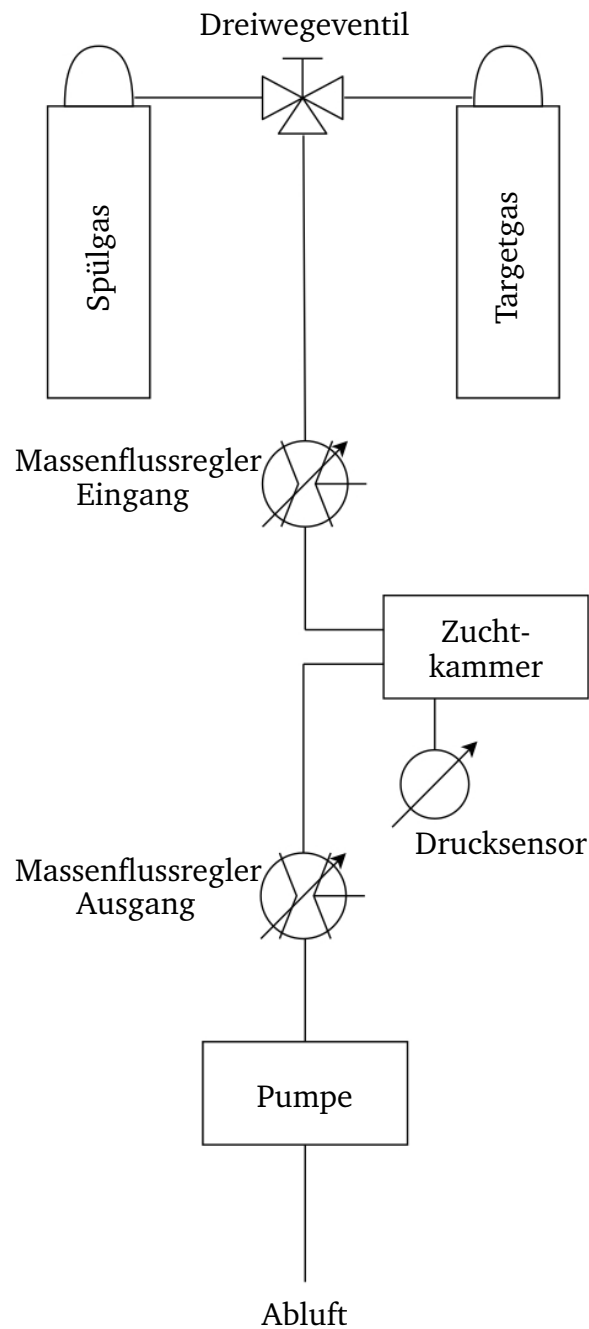 Dreiwegeventil
Spülgas
Targetgas
Massenflussregler
Eingang
Zucht-
kammer
Drucksensor
Massenflussregler
Ausgang
Pumpe
Abluft